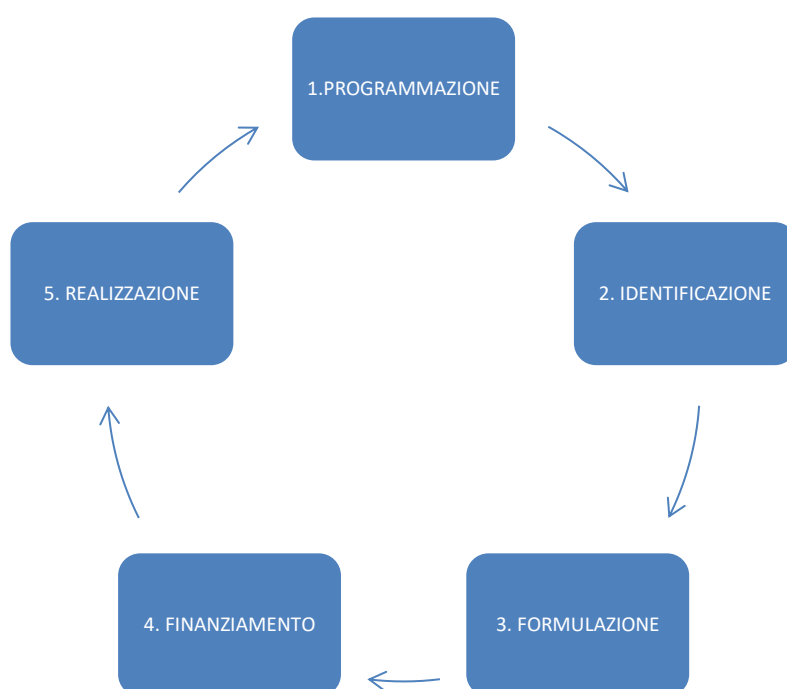 1.PROGRAMMAZIONE
2. IDENTIFICAZIONE
3. FORMULAZIONE
4. FINANZIAMENTO
5. REALIZZAZIONE